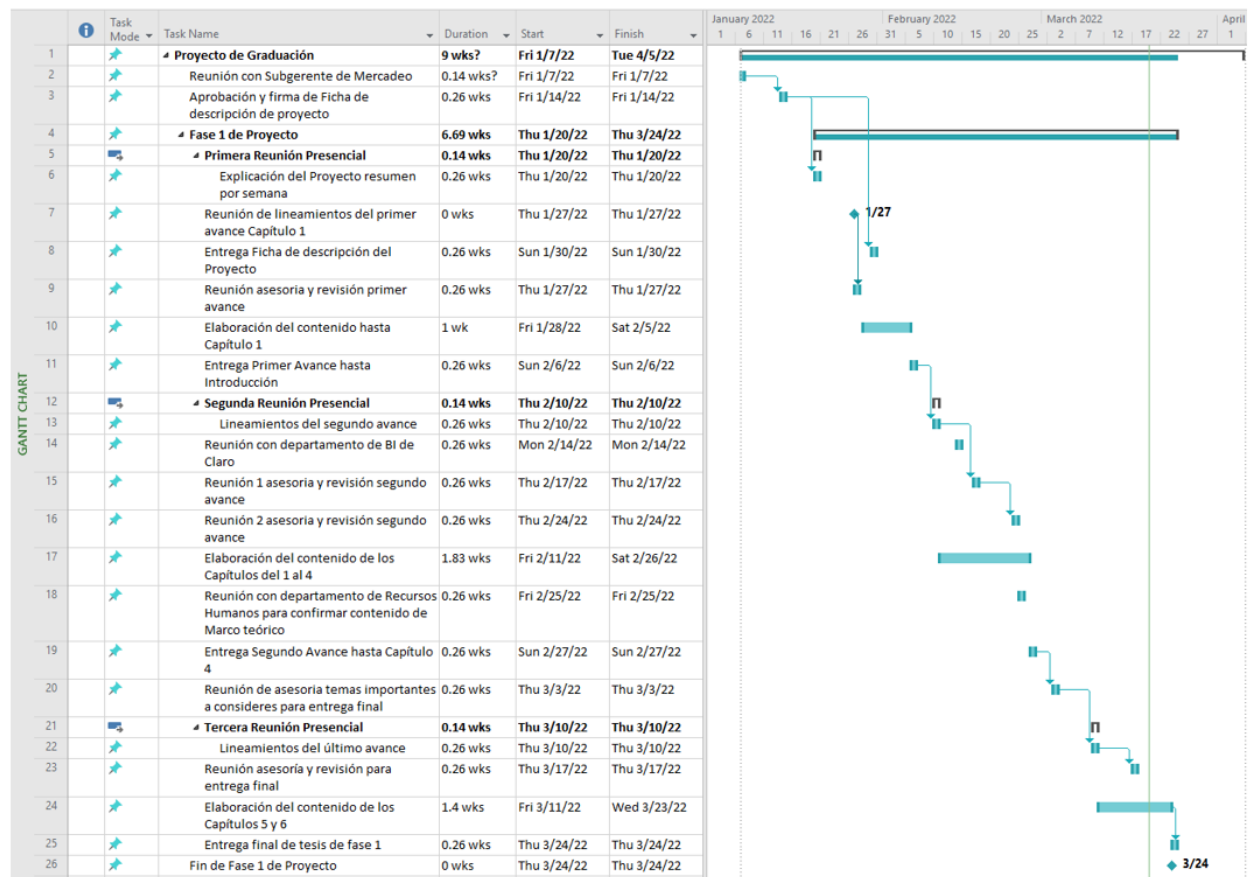 GANTT CHART
Task Mode Task Name Duration Start Finish
January 2022 February 2022 March 2022 April
1 6 11 16 21 26 31 5 10 15 20 25 2 7 12 17 22 27 1
1 Proyecto de Graduación 9 wks? Fri 1/7/22 Tue 4/5/22
2 Reunión con Subgerente de Mercadeo 0.14 wks? Fri 1/7/22 Fri 1/7/22
3 Aprobación y firma de Ficha de 0.26 wks Fri 1/14/22 Fri 1/14/22
descripción de proyecto
4 Fase 1 de Proyecto 6.69 wks Thu 1/20/22 Thu 3/24/22
5 Primera Reunión Presencial 0.14 wks Thu 1/20/22 Thu 1/20/22
6 Explicación del Proyecto resumen 0.26 wks Thu 1/20/22 Thu 1/20/22
por semana
7 Reunión de lineamientos del primer 0 wks Thu 1/27/22 Thu 1/27/22 1/27
avance Capítulo 1
8 Entrega Ficha de descripción del 0.26 wks Sun 1/30/22 Sun 1/30/22
Proyecto
9 Reunión asesoria y revisión primer 0.26 wks Thu 1/27/22 Thu 1/27/22
avance
10 Elaboración del contenido hasta 1 wk Fri 1/28/22 Sat 2/5/22
Capítulo 1
11 Entrega Primer Avance hasta 0.26 wks Sun 2/6/22 Sun 2/6/22
Introducción
12 Segunda Reunión Presencial 0.14 wks Thu 2/10/22 Thu 2/10/22
13 Lineamientos del segundo avance 0.26 wks Thu 2/10/22 Thu 2/10/22
14 Reunión con departamento de BI de 0.26 wks Mon 2/14/22 Mon 2/14/22
Claro
15 Reunión 1 asesoria y revisión segundo 0.26 wks Thu 2/17/22 Thu 2/17/22
avance
16 Reunión 2 asesoria y revisión segundo 0.26 wks Thu 2/24/22 Thu 2/24/22
avance
17 Elaboración del contenido de los 1.83 wks Fri 2/11/22 Sat 2/26/22
Capítulos del 1 al 4
18 Reunión con departamento de Recursos 0.26 wks Fri 2/25/22 Fri 2/25/22
Humanos para confirmar contenido de
Marco teórico
19 Entrega Segundo Avance hasta Capítulo 0.26 wks Sun 2/27/22 Sun 2/27/22
4
20 Reunión de asesoria temas importantes 0.26 wks Thu 3/3/22 Thu 3/3/22
a consideres para entrega final
21 Tercera Reunión Presencial 0.14 wks Thu 3/10/22 Thu 3/10/22
22 Lineamientos del último avance 0.26 wks Thu 3/10/22 Thu 3/10/22
23 Reunión asesoría y revisión para 0.26 wks Thu 3/17/22 Thu 3/17/22
entrega final
24 Elaboración del contenido de los 1.4 wks Fri 3/11/22 Wed 3/23/22
Capítulos 5 y 6
25 Entrega final de tesis de fase 1 0.26 wks Thu 3/24/22 Thu 3/24/22
26 Fin de Fase 1 de Proyecto 0 wks Thu 3/24/22 Thu 3/24/22 3/24